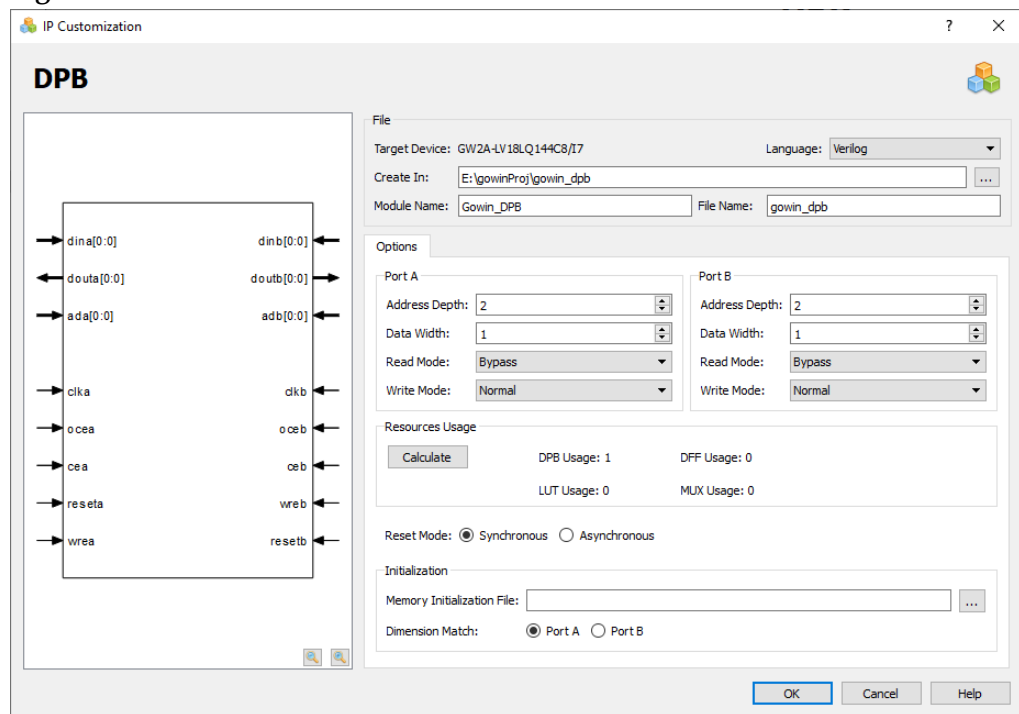 IP Customization
?
DPB
File
Target Device: GW2A-LV18LQ144C8/I7 Language: Verilog
Create In: E:\gowinProj\gowin_dpb ...
Module Name: Gowin_DPB File Name: gowin_dpb
dina[0:0] dinb[0:0]
douta[0:0] doutb[0:0]
ada[0:0] adb[0:0]
clka clkb
ocea oceb
cea ceb
reseta wreb
wrea resetb
Options
Port A Port B
Address Depth: 2 Address Depth: 2
Data Width: 1 Data Width: 1
Read Mode: Bypass Read Mode: Bypass
Write Mode: Normal Write Mode: Normal
Resources Usage
Calculate DPB Usage: 1 DFF Usage: 0
LUT Usage: 0 MUX Usage: 0
Reset Mode: Synchronous Asynchronous
Initialization
Memory Initialization File: ...
Dimension Match: Port A Port B
OK Cancel Help